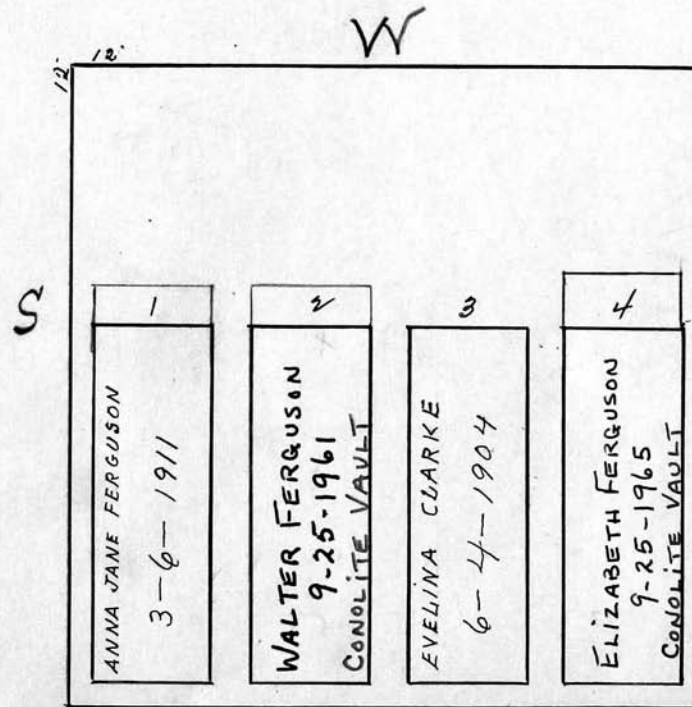 W
12'
12'
S
1
2
3
4
ANNA JANE FERGUSON
3-6-1911
WALTER FERGUSON
9-25-1961
CONOLITE VAULT
EVELINA CLARKE
6-4-1904
ELIZABETH FERGUSON
9-25-1965
CONOLITE VAULT